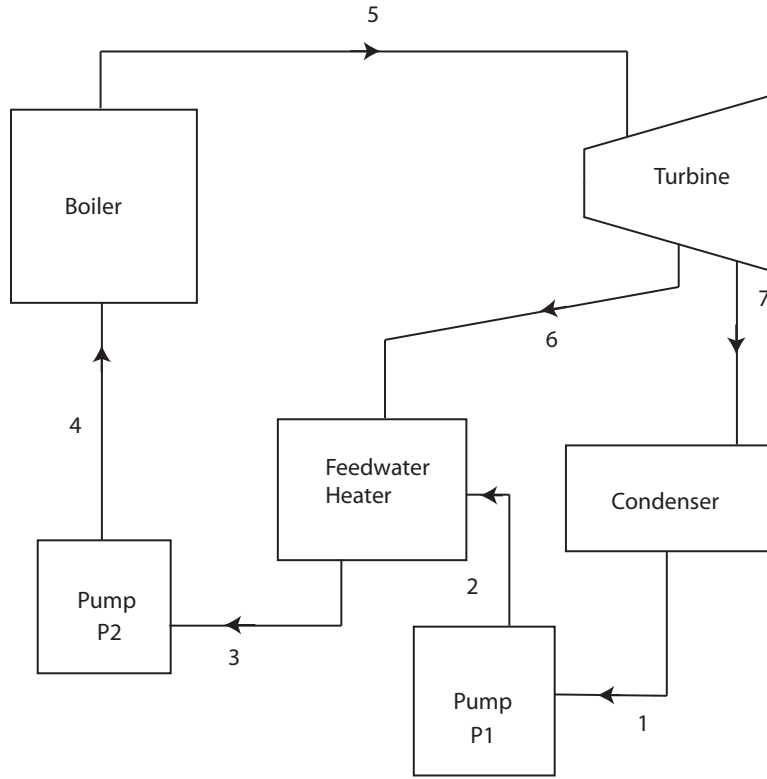 5
Turbine
Boiler
7
6
4
Feedwater
Heater
Condenser
2
Pump
P2
3
Pump
P1
1